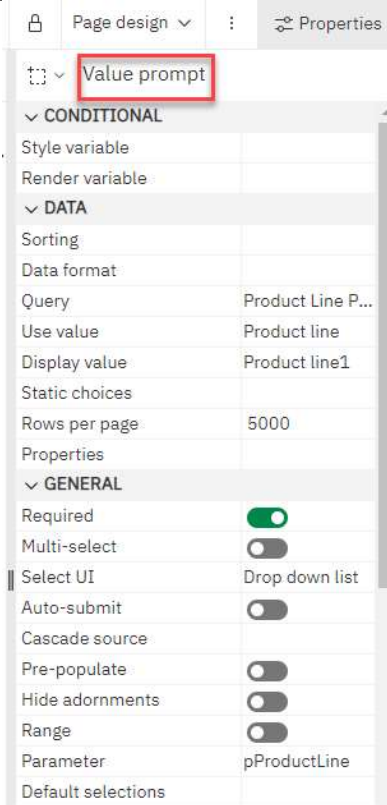 Page design Properties
Value prompt
CONDITIONAL
Style variable
Render variable
DATA
Sorting
Data format
Query Product Line P...
Use value Product line
Display value Product line1
Static choices
Rows per page 5000
Properties
GENERAL
Required
Multi-select
Select UI Drop down list
Auto-submit
Cascade source
Pre-populate
Hide adornments
Range
Parameter pProductLine
Default selections